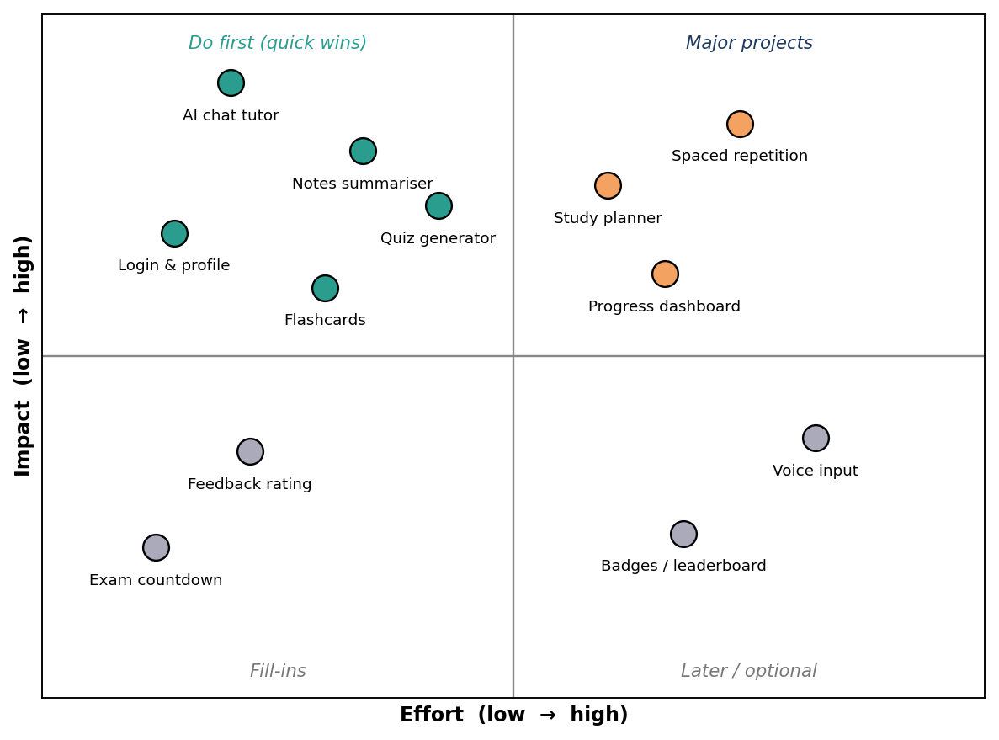 Do first (quick wins)
Major projects
AI chat tutor
Spaced repetition
Notes summariser
Study planner
Quiz generator
Login & profile
Progress dashboard
Flashcards
Impact (low → high)
Voice input
Feedback rating
Badges / leaderboard
Exam countdown
Fill-ins
Later / optional
Effort (low → high)